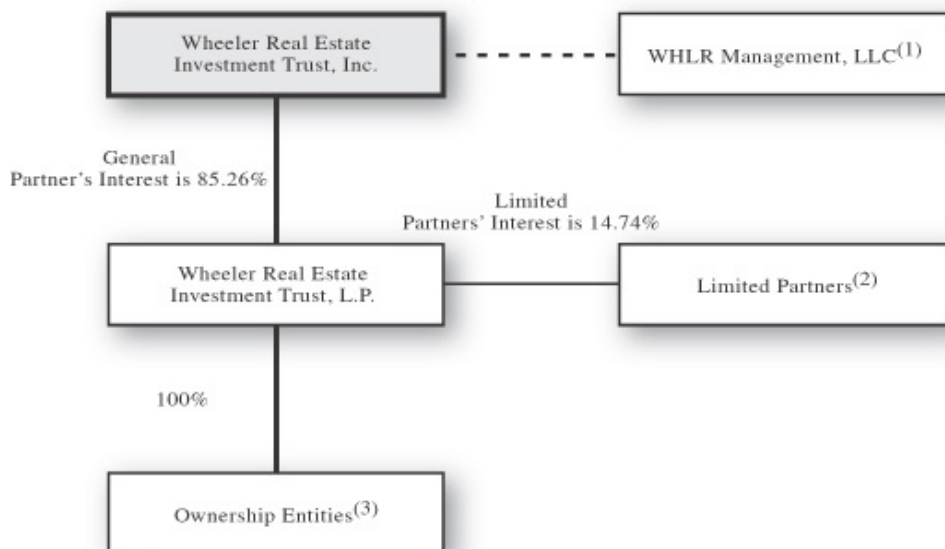 Wheeler Real Estate
Investment Trust, Inc.
WHLR Management, LLC(1)
General
Partner's Interest is 85.26%
Limited
Partners' Interest is 14.74%
Wheeler Real Estate
Investment Trust, L.P.
Limited Partners(2)
100%
Ownership Entities(3)